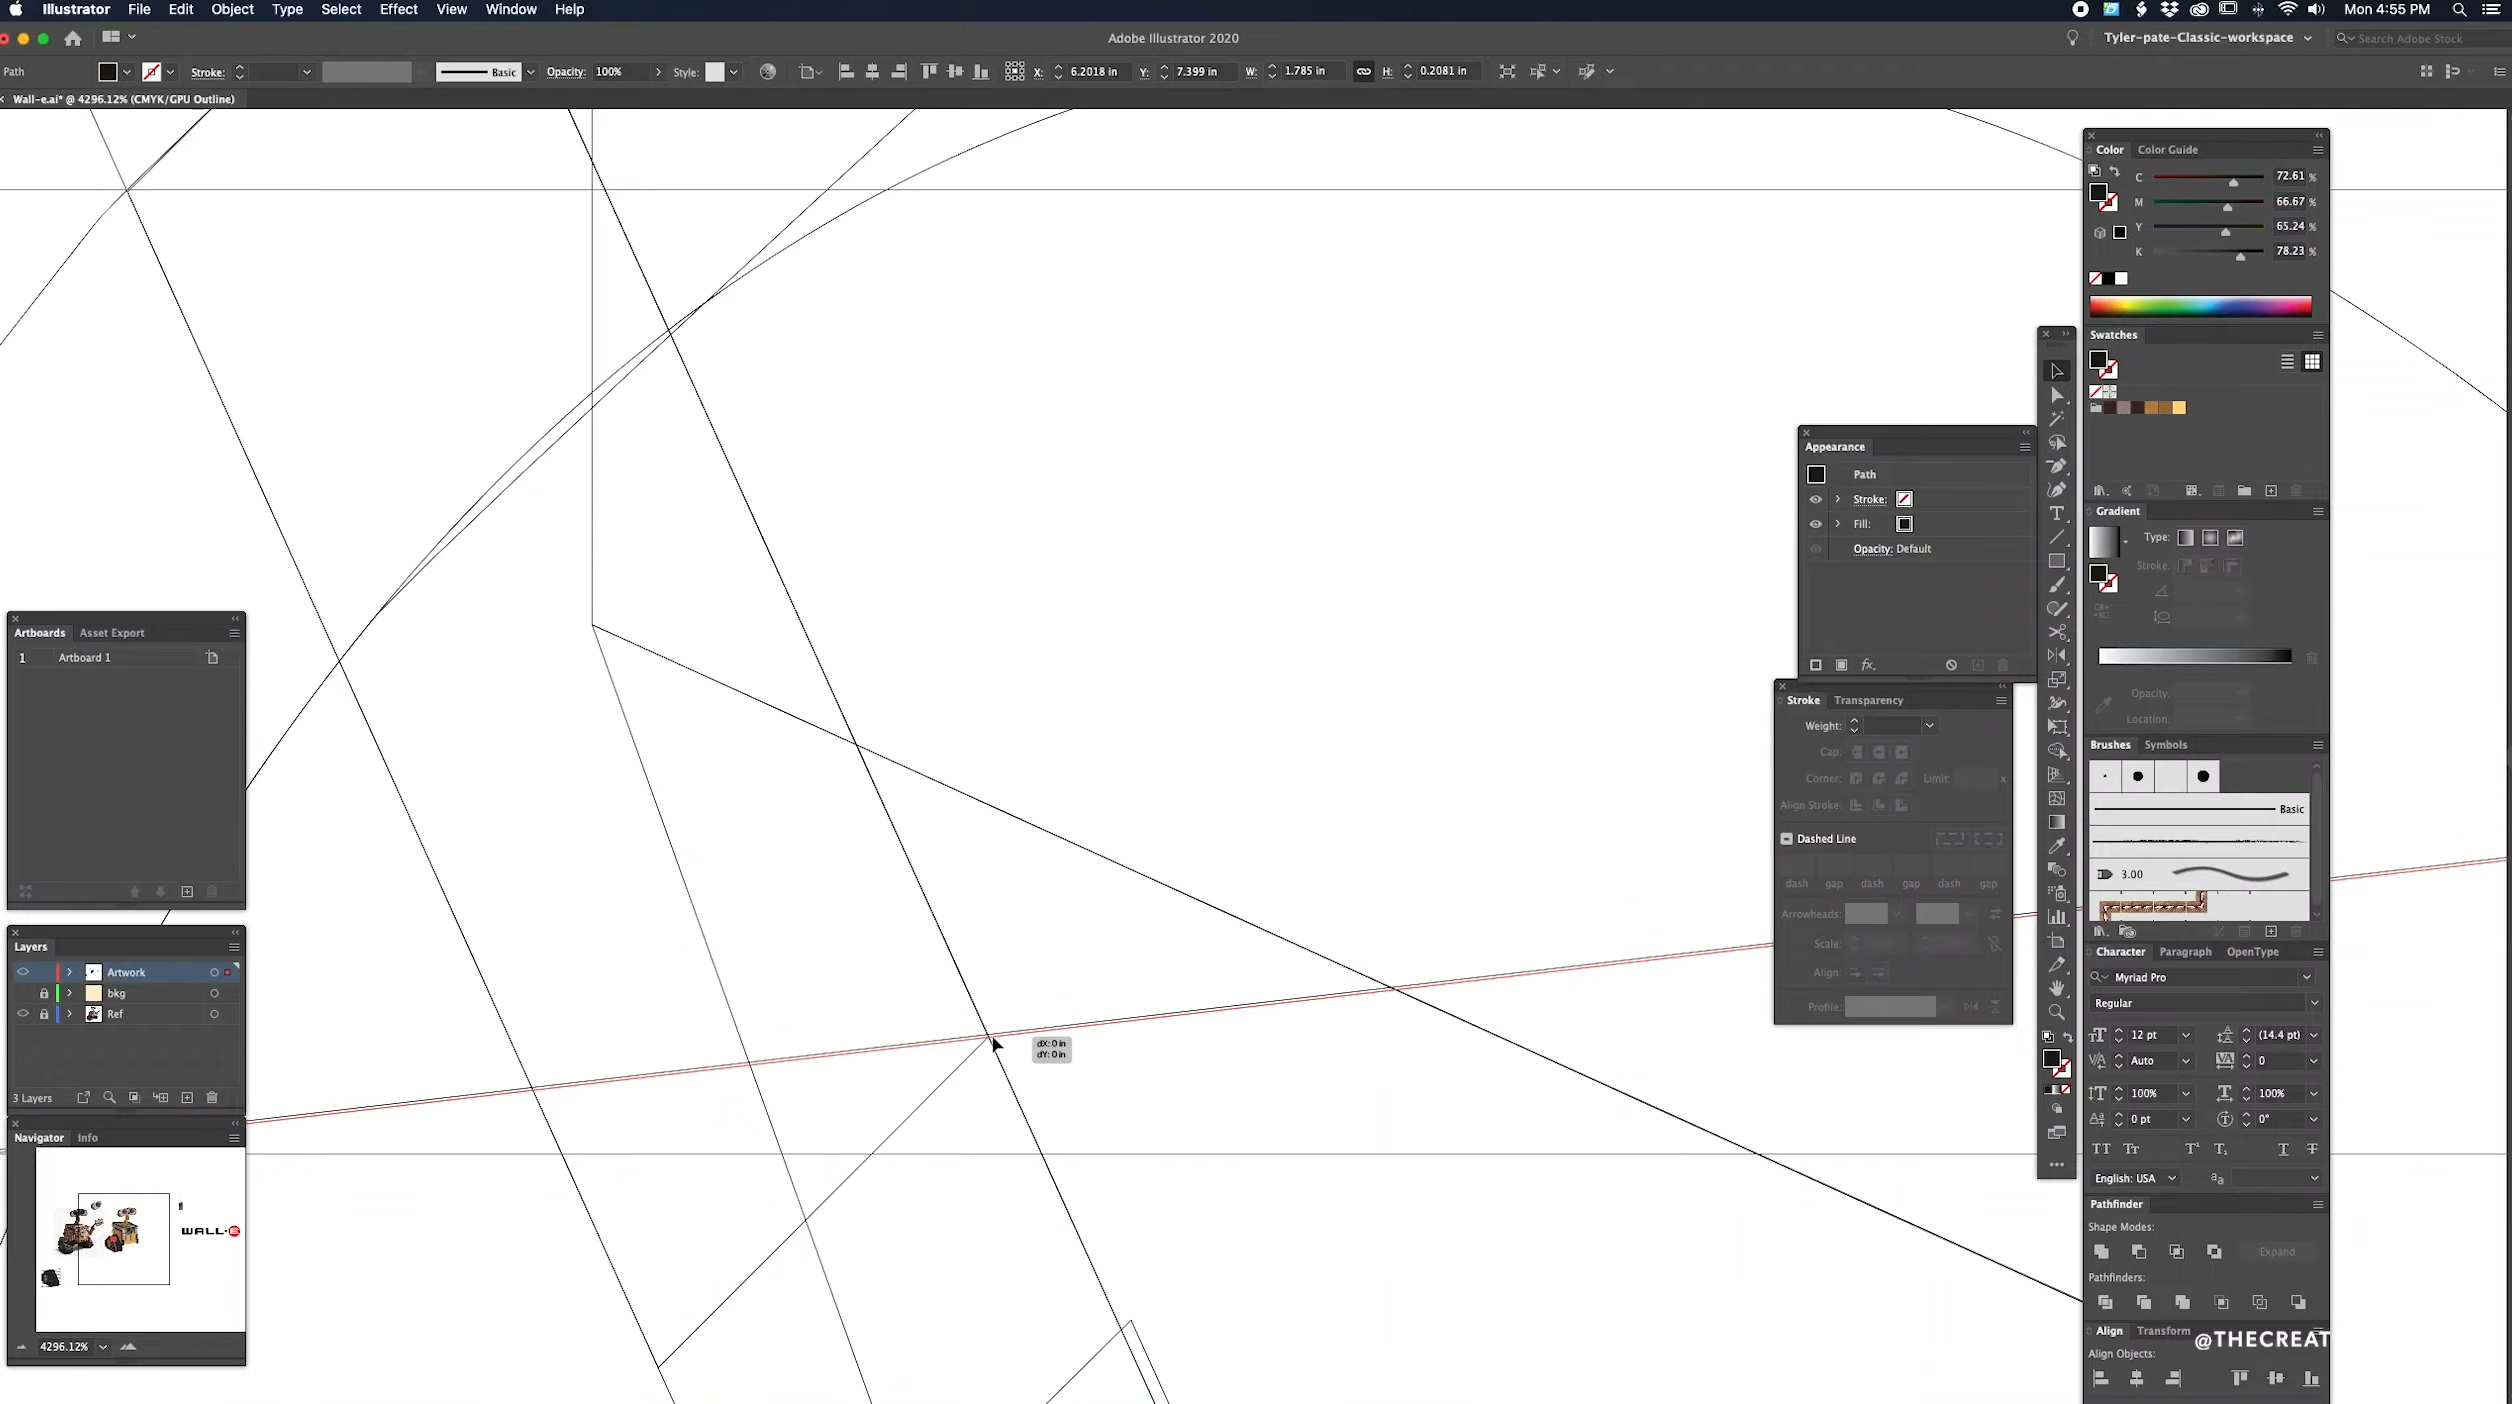 Illustrator File Edit Object Type Select Effect View Window Help
Mon 4:55 PM
Adobe Illustrator 2020
Tyler-pate-Classic-workspace
Search Adobe Stock
Path
Stroke:
Basic
Opacity: 100%
Style:
X: 6.2018 in
Y: 7.399 in
W: 1.785 in
H: 0.2081 in
Wall-e.ai* @ 4296.12% (CMYK/GPU Outline)
Color Color Guide
C 72.61 %
M 66.67 %
Y 65.24 %
K 78.23 %
Swatches
Appearance
Path
Stroke:
Fill:
Opacity: Default
Gradient
Type:
Stroke:
Opacity:
Location:
Stroke Transparency
Weight:
Cap:
Corner:
Limit:
x
Align Stroke:
Dashed Line
dash gap dash gap dash gap
Arrowheads:
Scale:
Align:
Profile:
Brushes Symbols
Basic
3.00
Artboards Asset Export
1 Artboard 1
Layers
Artwork
bkg
Ref
3 Layers
Navigator Info
WALL·E
4296.12%
dX: 0 in
dY: 0 in
Character Paragraph OpenType
Myriad Pro
Regular
12 pt
(14.4 pt)
Auto
0
100%
100%
0 pt
0°
English: USA
Pathfinder
Shape Modes:
Expand
Pathfinders:
Align Transform
@THECREAT
Align Objects: